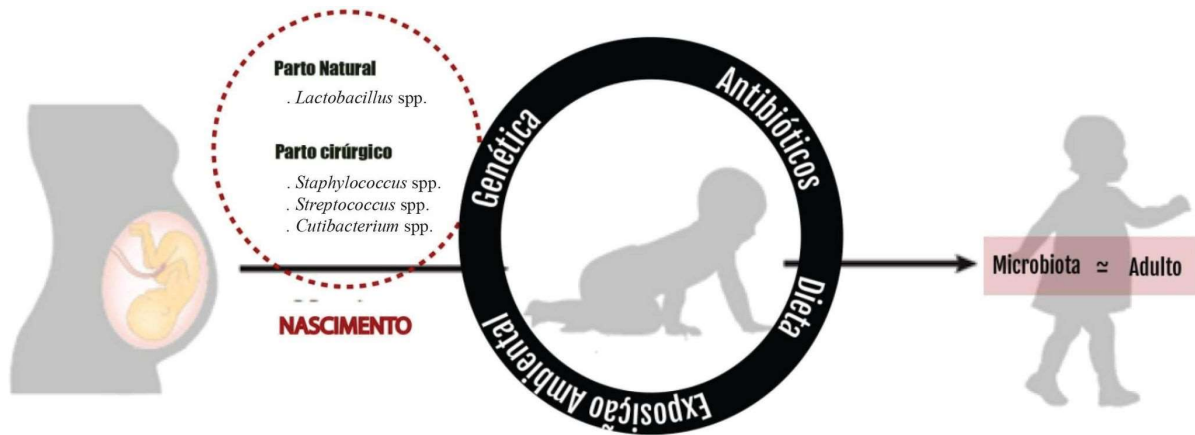 Parto Natural
. Lactobacillus spp.
Parto cirúrgico
. Staphylococcus spp.
. Streptococcus spp.
. Cutibacterium spp.
NASCIMENTO
Genética
Antibióticos
Dieta
Exposição Ambiental
Microbiota ≃ Adulto